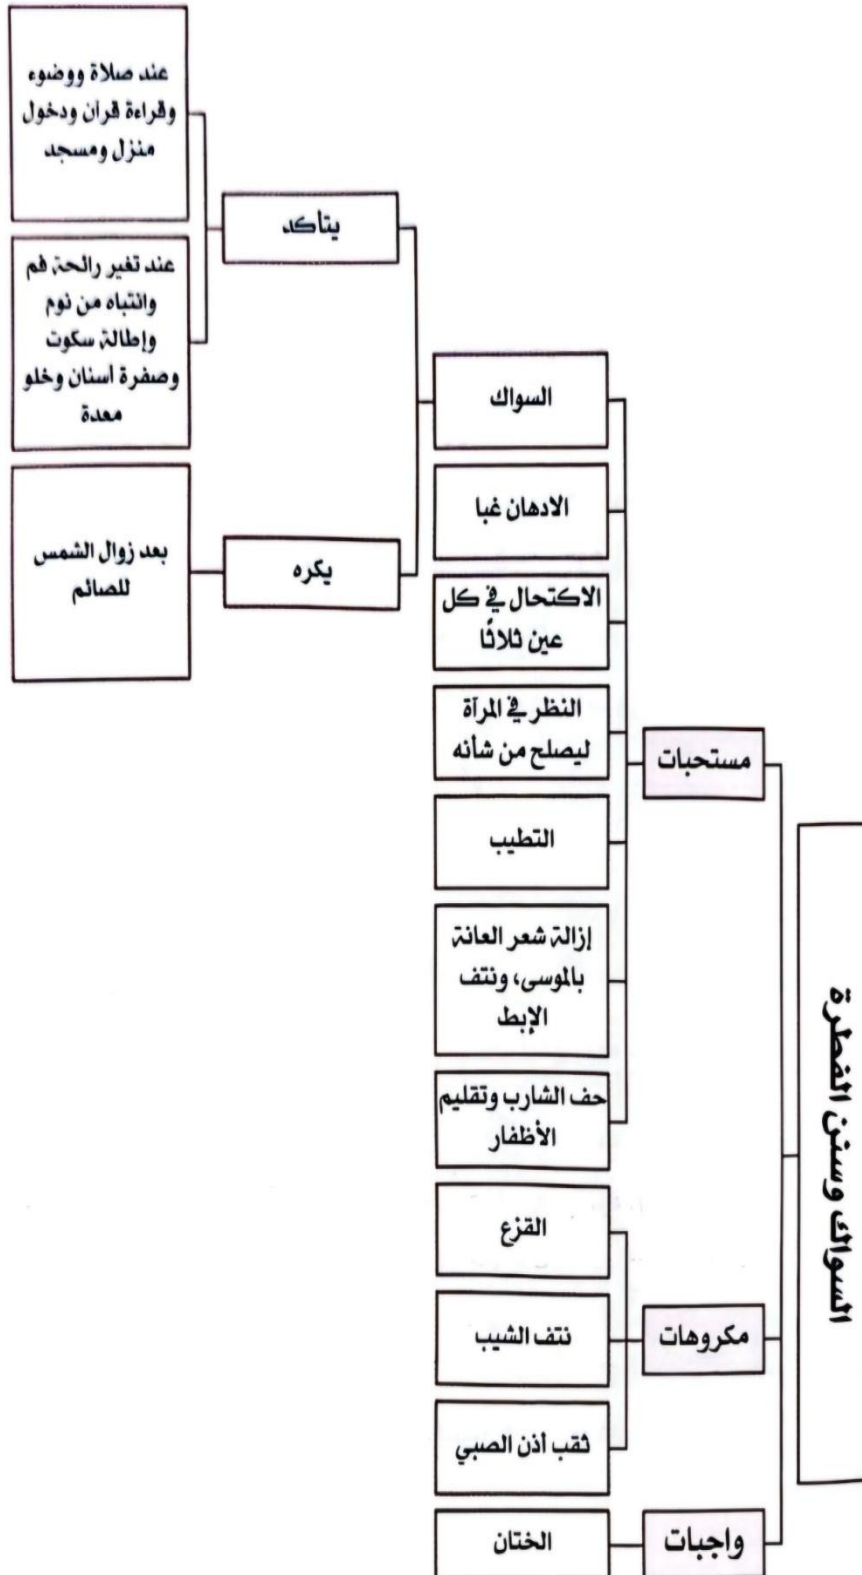 السواك وسنن الفطرة
مستحبات
السواك
يتأكد
عند صلاة ووضوء
وقراءة قرآن ودخول
منزل ومسجد
عند تغير رائحة فم
وانتباه من نوم
وإطالة سكوت
وصفرة أسنان وخلو
معدة
يكره
بعد زوال الشمس
للصائم
الادهان غبا
الاكتحال في كل
عين ثلاثًا
النظر في المرآة
ليصلح من شأنه
التطيب
إزالة شعر العانة
بالموسى، ونتف
الإبط
حف الشارب وتقليم
الأظفار
مكروهات
القزع
نتف الشيب
ثقب أذن الصبي
واجبات
الختان